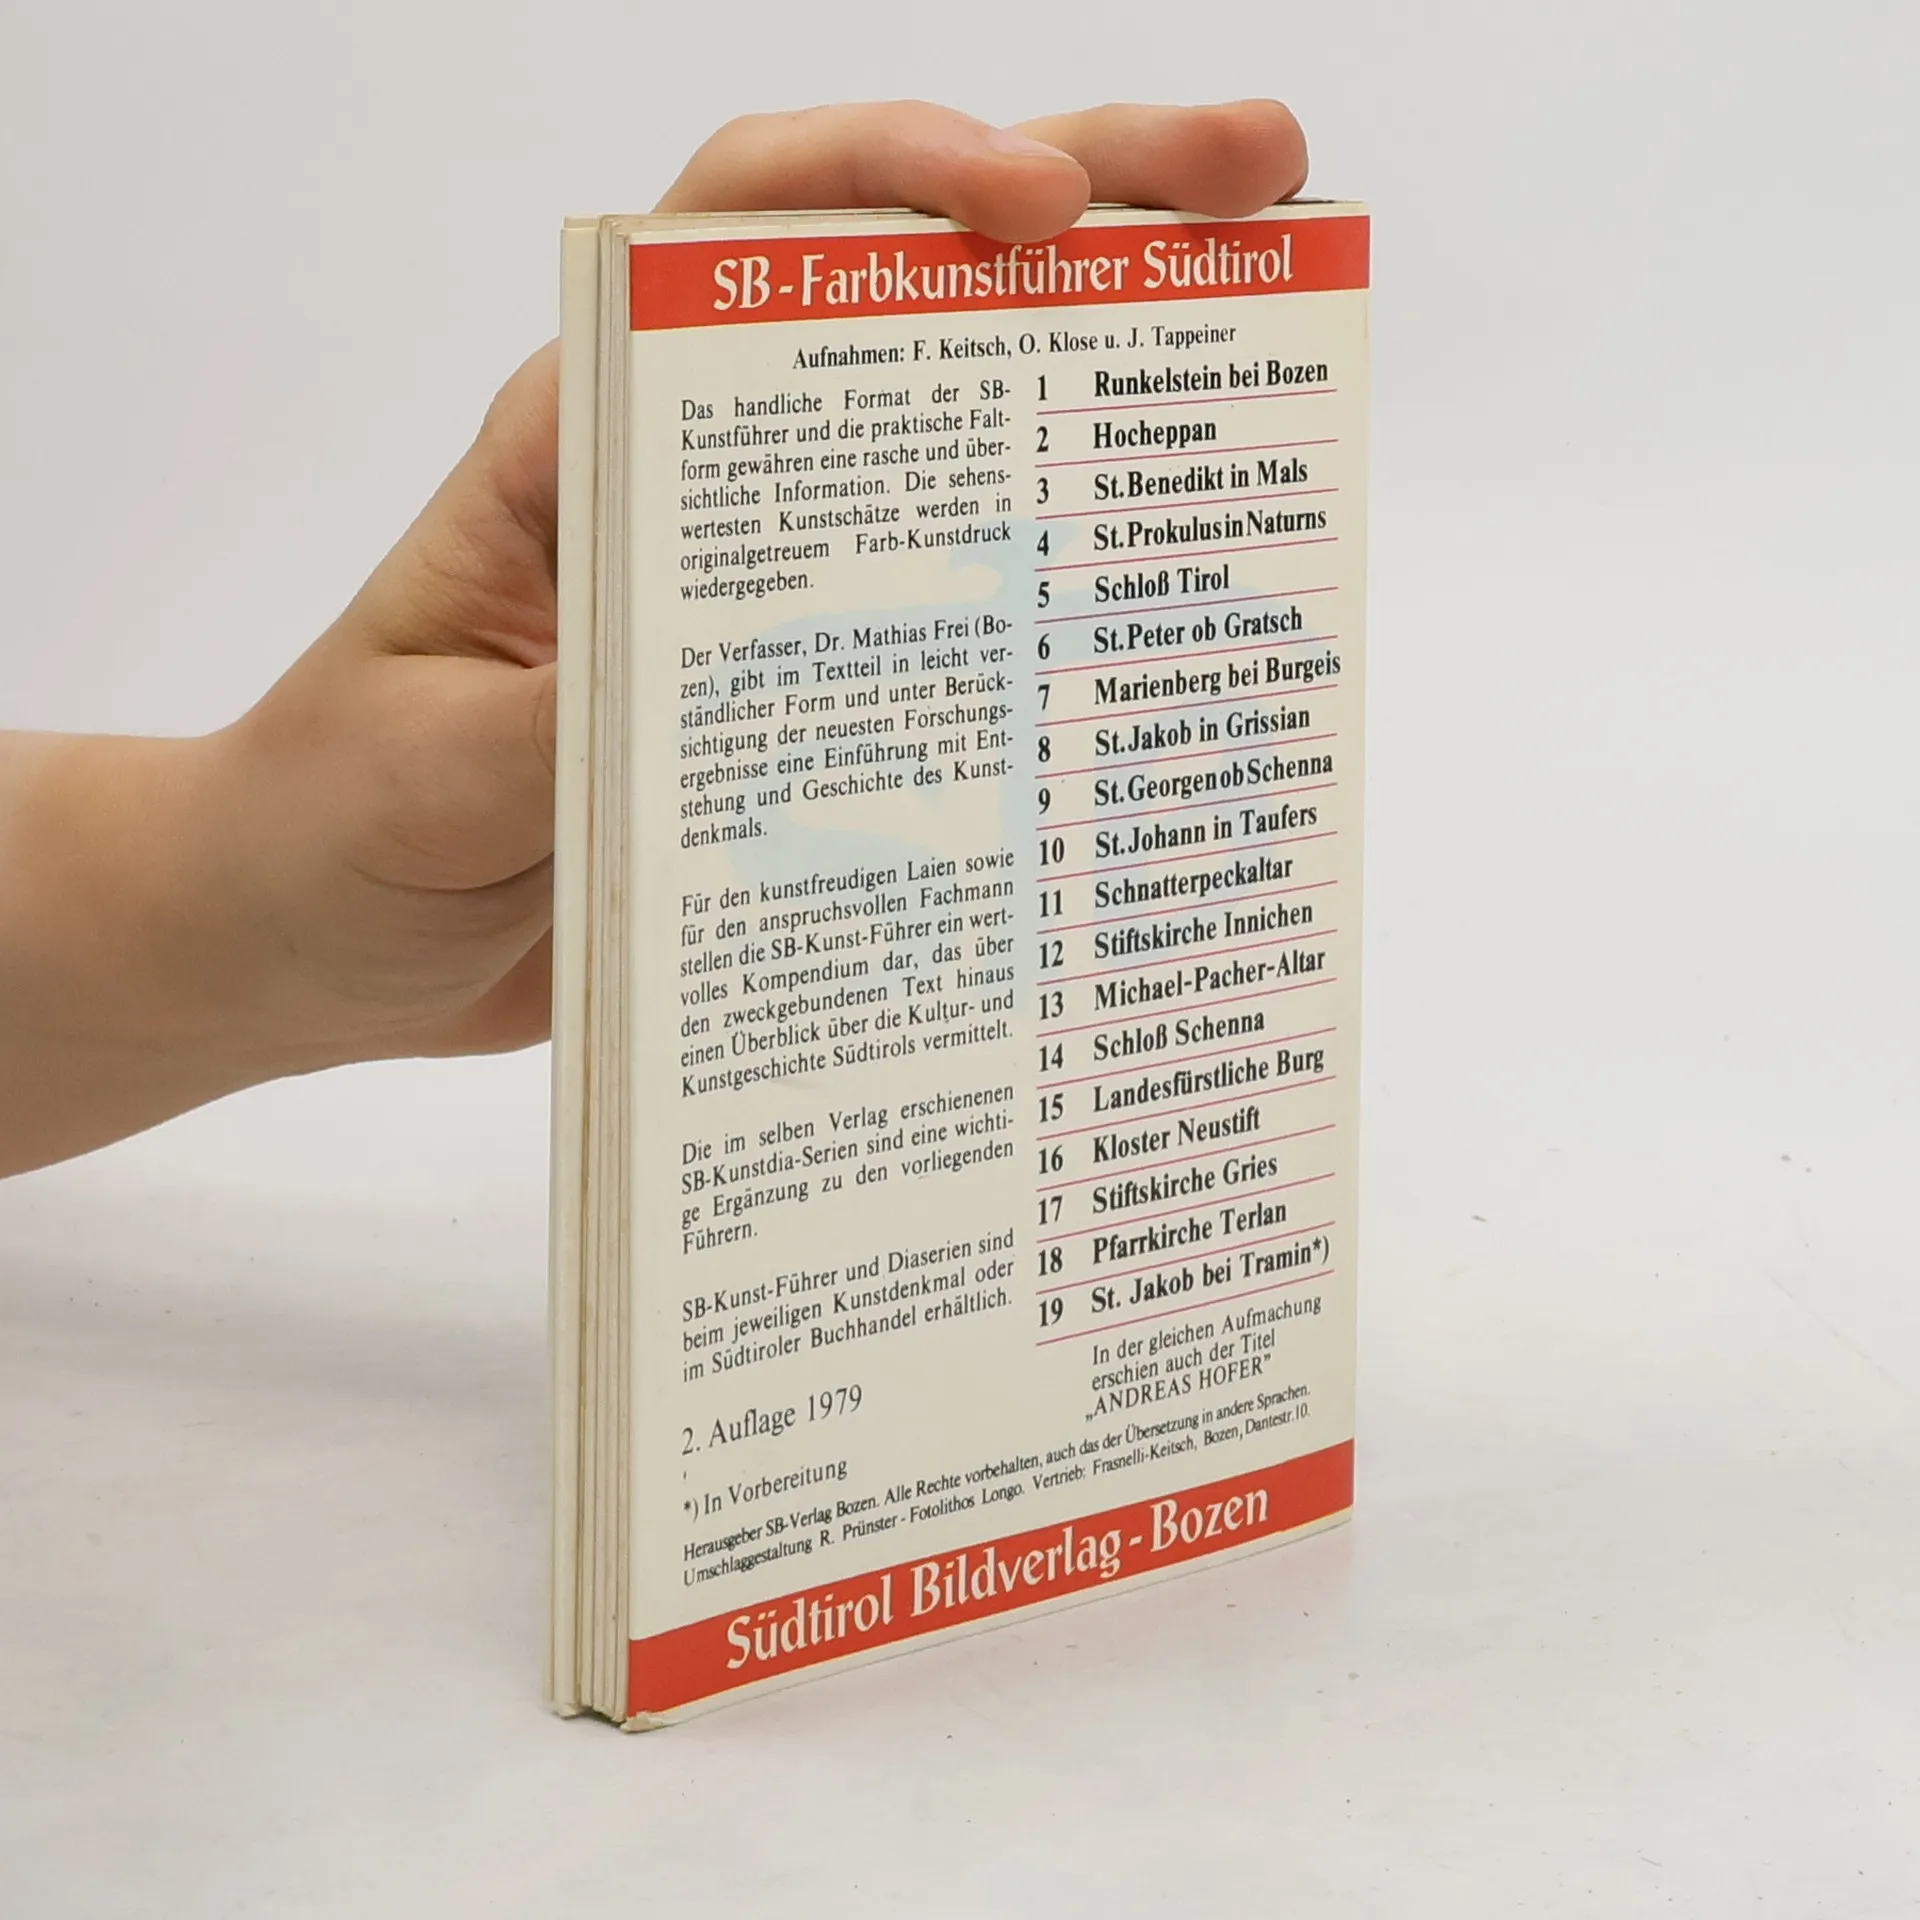 SB-Farbkunstführer Südtirol
Aufnahmen: F. Keitsch, O. Klose u. J. Tappeiner
Das handliche Format der SB-
Kunstführer und die praktische Falt-
form gewähren eine rasche und über-
sichtliche Information. Die sehens-
wertesten Kunstschätze werden in
originalgetreuem Farb-Kunstdruck
wiedergegeben.
Der Verfasser, Dr. Mathias Frei (Bo-
zen), gibt im Textteil in leicht ver-
ständlicher Form und unter Berück-
sichtigung der neuesten Forschungs-
ergebnisse eine Einführung mit Ent-
stehung und Geschichte des Kunst-
denkmals.
Für den kunstfreudigen Laien sowie
für den anspruchsvollen Fachmann
stellen die SB-Kunst-Führer ein wert-
volles Kompendium dar, das über
den zweckgebundenen Text hinaus
einen Überblick über die Kultur- und
Kunstgeschichte Südtirols vermittelt.
Die im selben Verlag erschienenen
SB-Kunstdia-Serien sind eine wichti-
ge Ergänzung zu den vorliegenden
Führern.
SB-Kunst-Führer und Diaserien sind
beim jeweiligen Kunstdenkmal oder
im Südtiroler Buchhandel erhältlich.
2. Auflage 1979
*) In Vorbereitung
1 Runkelstein bei Bozen
2 Hocheppan
3 St. Benedikt in Mals
4 St. Prokulus in Naturns
5 Schloß Tirol
6 St. Peter ob Gratsch
7 Marienberg bei Burgeis
8 St. Jakob in Grissian
9 St. Georgen ob Schenna
10 St. Johann in Taufers
11 Schnatterpeckaltar
12 Stiftskirche Innichen
13 Michael-Pacher-Altar
14 Schloß Schenna
15 Landesfürstliche Burg
16 Kloster Neustift
17 Stiftskirche Gries
18 Pfarrkirche Terlan
19 St. Jakob bei Tramin*)
In der gleichen Aufmachung
erschien auch der Titel
„ANDREAS HOFER”
Herausgeber SB-Verlag Bozen. Alle Rechte vorbehalten, auch das der Übersetzung in andere Sprachen.
Umschlaggestaltung R. Prünster - Fotolithos Longo. Vertrieb: Frasnelli-Keitsch, Bozen, Dantestr. 10.
Südtirol Bildverlag - Bozen